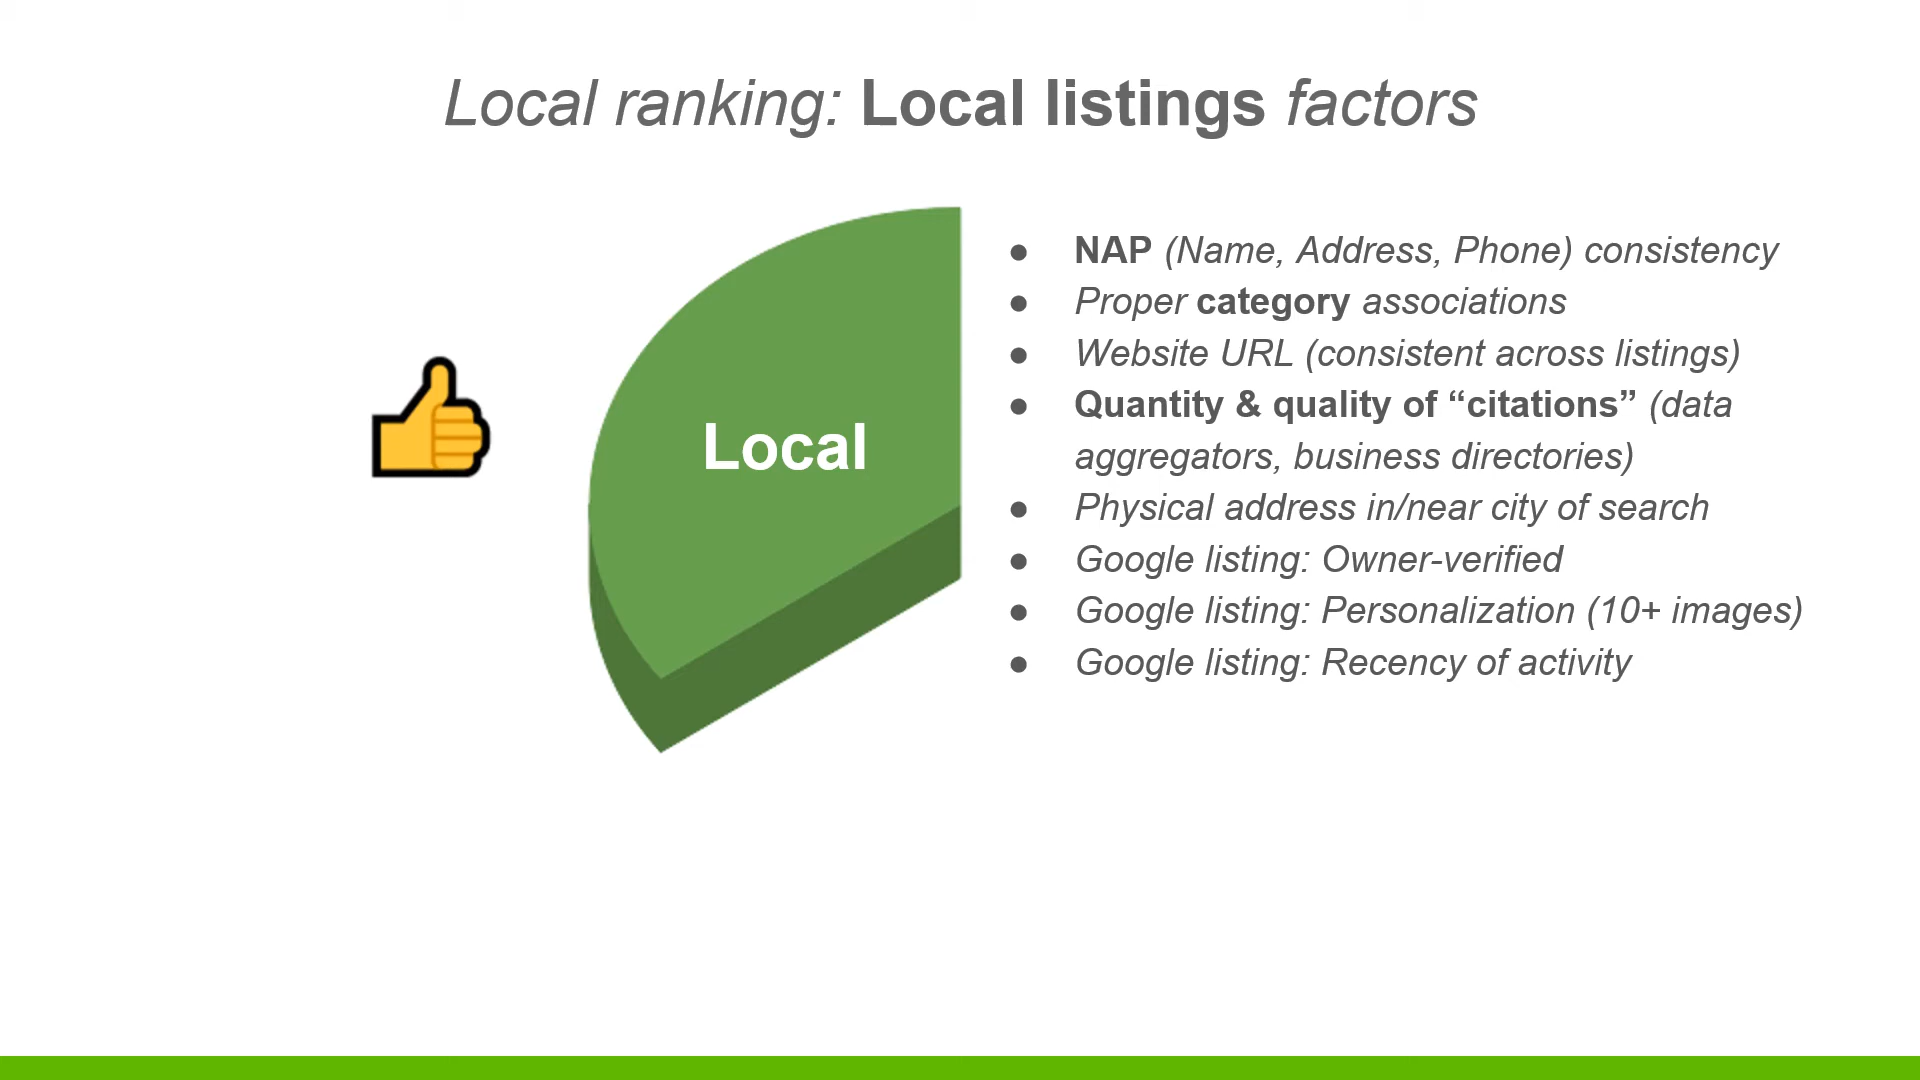 Local ranking: Local listings factors
Local
● NAP (Name, Address, Phone) consistency
● Proper category associations
● Website URL (consistent across listings)
● Quantity & quality of “citations” (data
aggregators, business directories)
● Physical address in/near city of search
● Google listing: Owner-verified
● Google listing: Personalization (10+ images)
● Google listing: Recency of activity